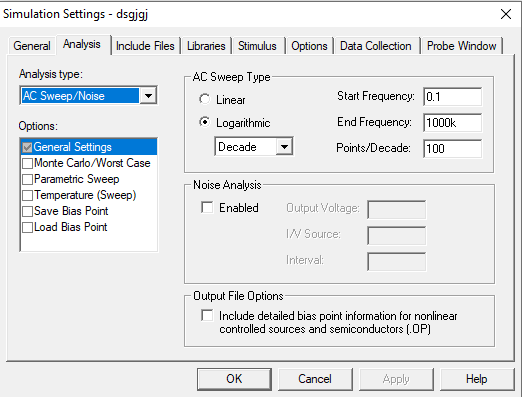 Simulation Settings - dsgjgj
General Analysis Include Files Libraries Stimulus Options Data Collection Probe Window
Analysis type:
AC Sweep/Noise
Options:
General Settings
Monte Carlo/Worst Case
Parametric Sweep
Temperature (Sweep)
Save Bias Point
Load Bias Point
AC Sweep Type
Linear
Logarithmic
Decade
Start Frequency: 0.1
End Frequency: 1000k
Points/Decade: 100
Noise Analysis
Enabled
Output Voltage:
I/V Source:
Interval:
Output File Options
Include detailed bias point information for nonlinear
controlled sources and semiconductors (.OP)
OK Cancel Apply Help